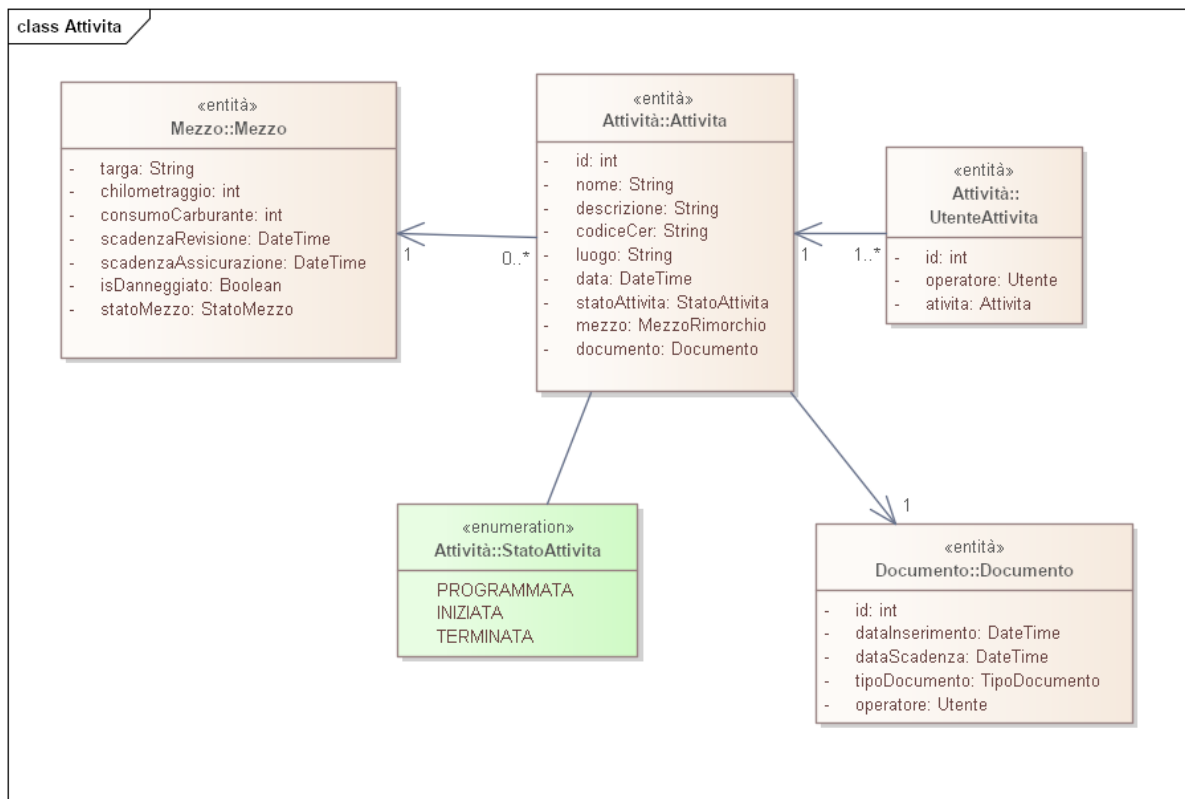 class Attivita
«entità»
Mezzo::Mezzo
- targa: String
- chilometraggio: int
- consumoCarburante: int
- scadenzaRevisione: DateTime
- scadenzaAssicurazione: DateTime
- isDanneggiato: Boolean
- statoMezzo: StatoMezzo
1
0..*
«entità»
Attività::Attivita
- id: int
- nome: String
- descrizione: String
- codiceCer: String
- luogo: String
- data: DateTime
- statoAttivita: StatoAttivita
- mezzo: MezzoRimorchio
- documento: Documento
1
1..*
«entità»
Attività::
UtenteAttivita
- id: int
- operatore: Utente
- ativita: Attivita
«enumeration»
Attività::StatoAttivita
PROGRAMMATA
INIZIATA
TERMINATA
1
«entità»
Documento::Documento
- id: int
- dataInserimento: DateTime
- dataScadenza: DateTime
- tipoDocumento: TipoDocumento
- operatore: Utente